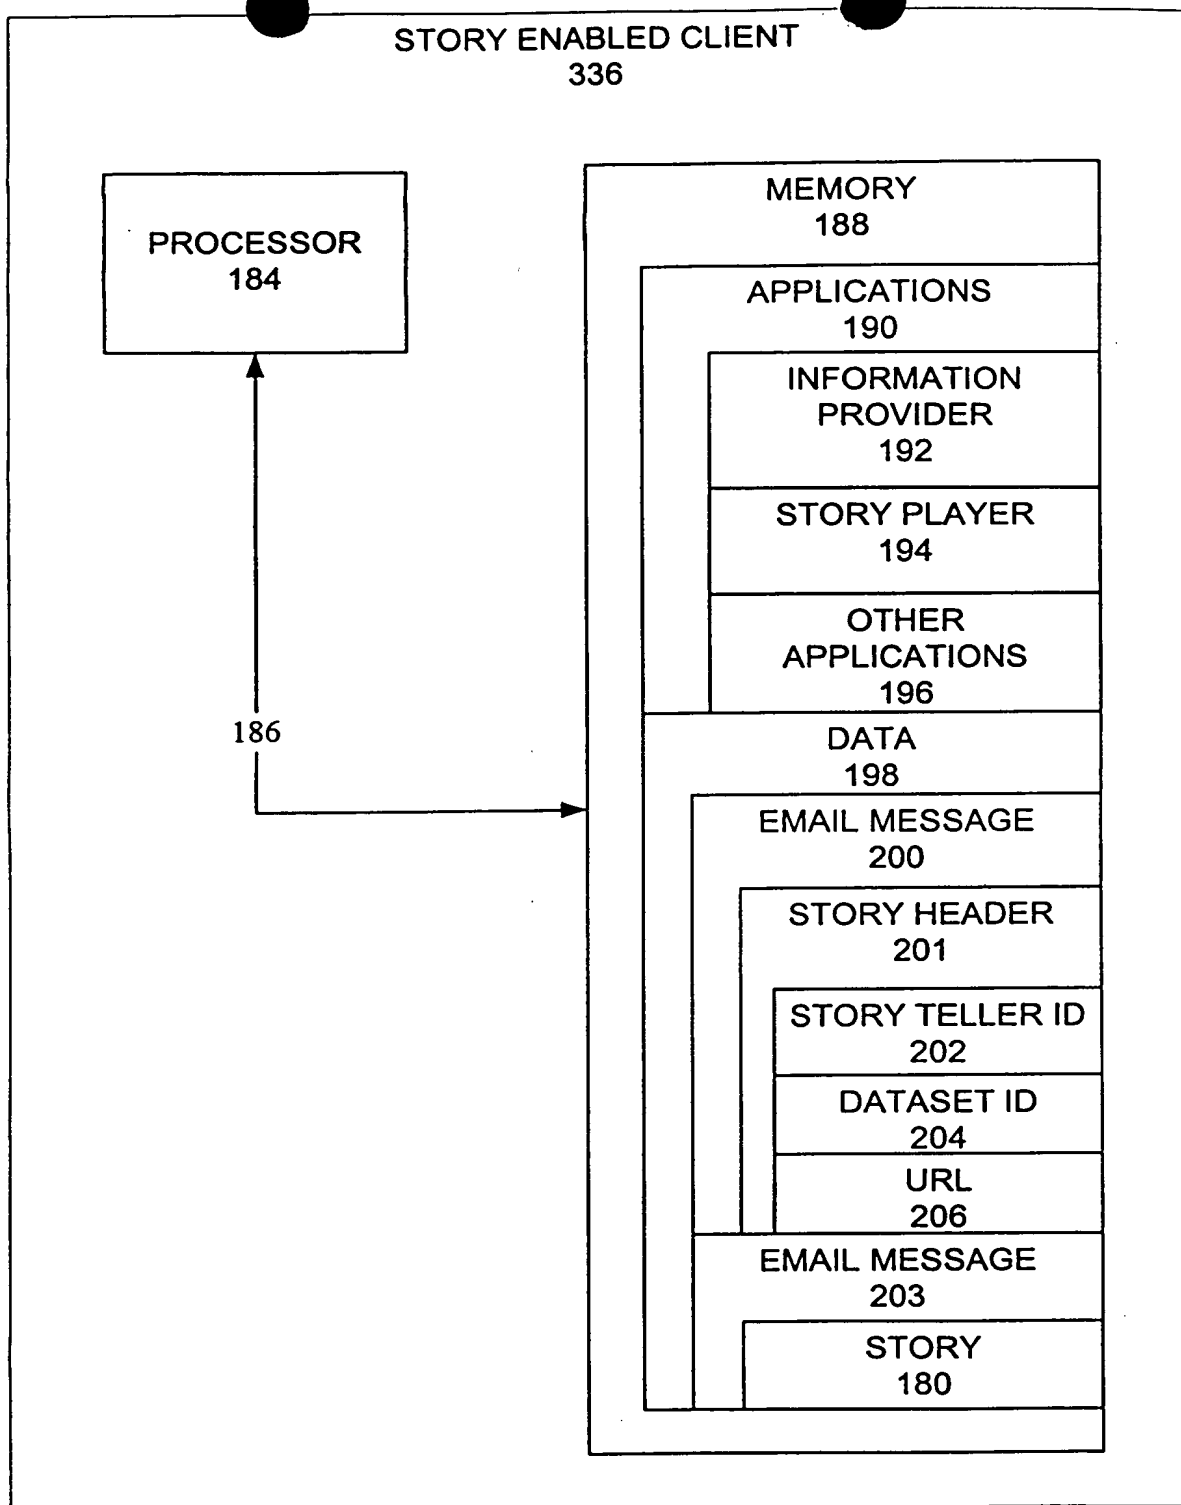 STORY ENABLED CLIENT
336
PROCESSOR
184
186
MEMORY
188
APPLICATIONS
190
INFORMATION
PROVIDER
192
STORY PLAYER
194
OTHER
APPLICATIONS
196
DATA
198
EMAIL MESSAGE
200
STORY HEADER
201
STORY TELLER ID
202
DATASET ID
204
URL
206
EMAIL MESSAGE
203
STORY
180